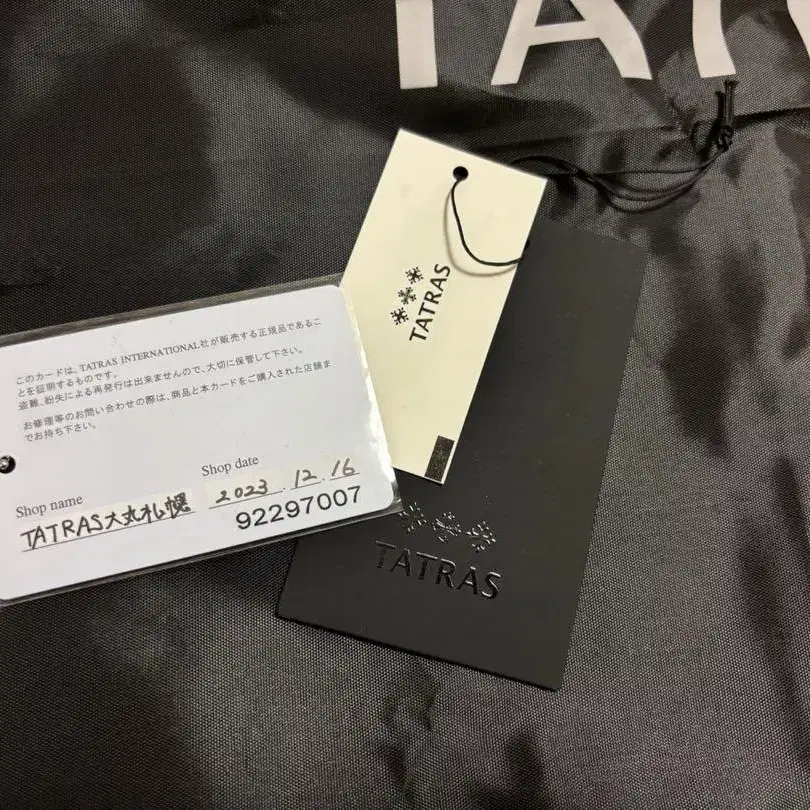 TATR
TATRAS
このカードは、TATRAS INTERNATIONAL社が販売する正規品であるこ
とを証明するものです。
盗難、紛失による再発行は出来ませんので、大切に保管して下さい。
お修理等のお問い合わせの際は、商品と本カードをご購入された店舗ま
でお持ち下さい。
Shop name
TATRAS大丸札幌
Shop date
2023.12.16
92297007
TATRAS